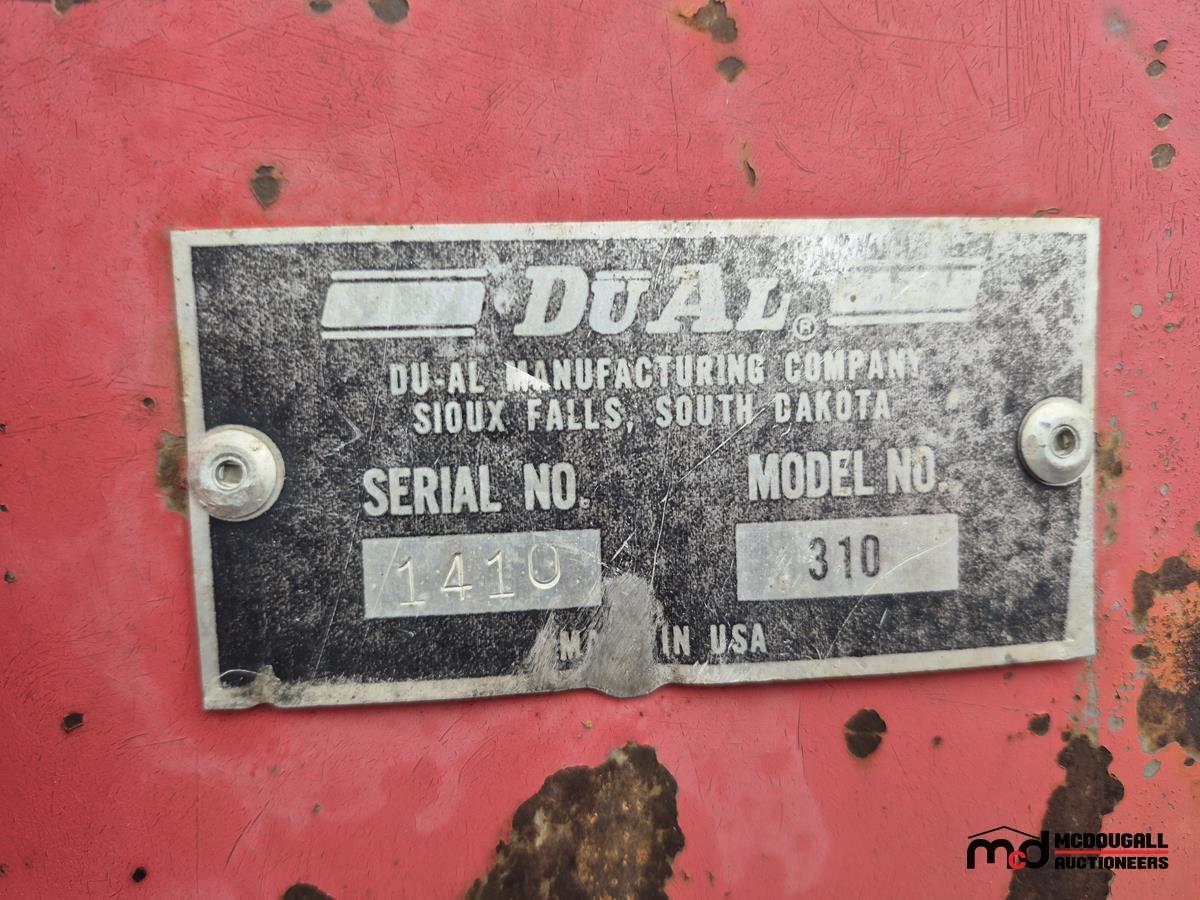 DUAL®
DU-AL MANUFACTURING COMPANY
SIOUX FALLS, SOUTH DAKOTA
SERIAL NO. MODEL NO.
1410 310
IN USA
mcd MCDOUGALL
AUCTIONEERS